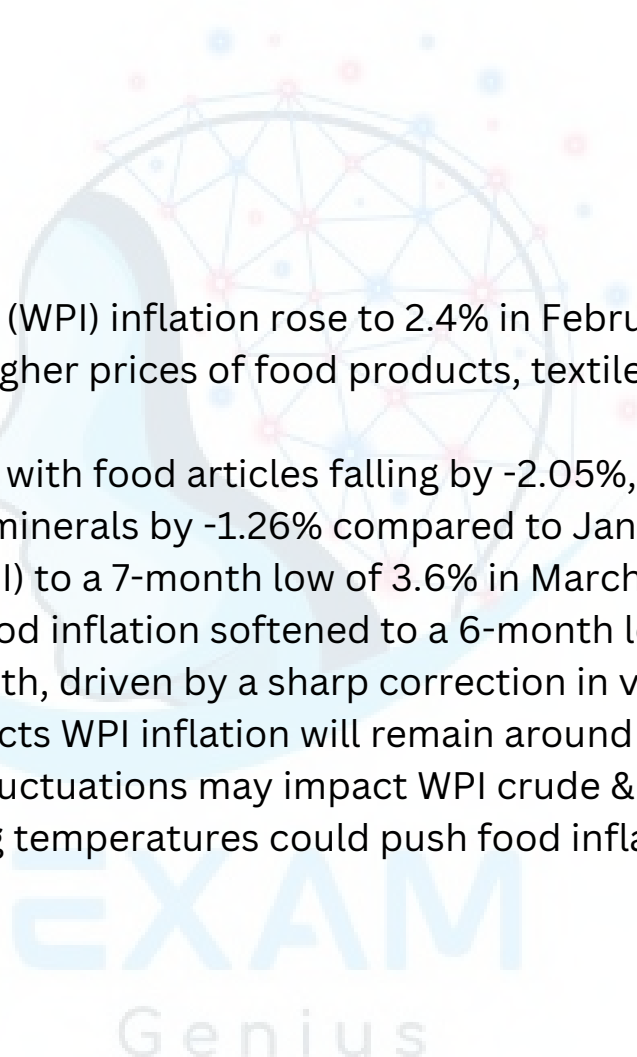 (WPI) inflation rose to 2.4% in Febru
gher prices of food products, textile
with food articles falling by -2.05%,
minerals by -1.26% compared to Jan
I) to a 7-month low of 3.6% in March
od inflation softened to a 6-month l
th, driven by a sharp correction in v
cts WPI inflation will remain around
uctuations may impact WPI crude &
g temperatures could push food infla
EXAM
Genius